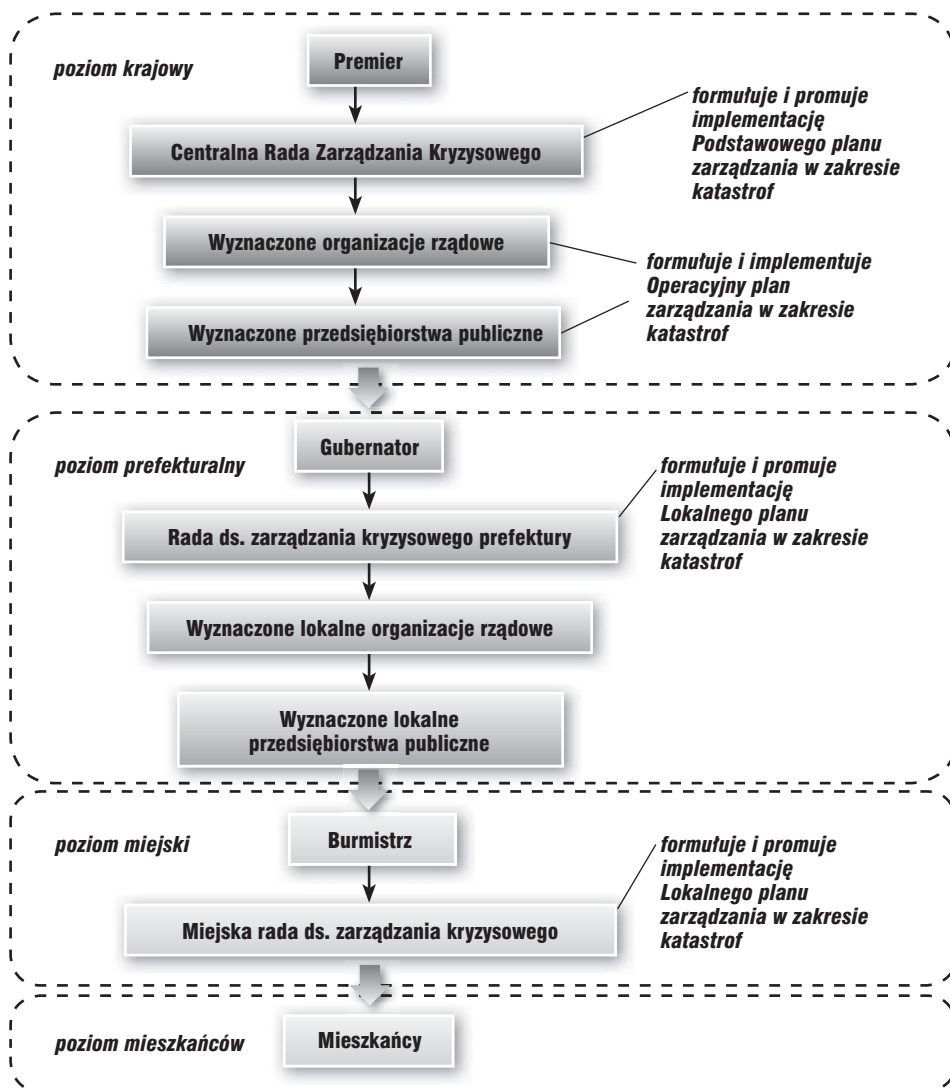 poziom krajowy
Premier
formułuje i promuje
implementację
Podstawowego planu
zarządzania w zakresie
katastrof
Centralna Rada Zarządzania Kryzysowego
Wyznaczone organizacje rządowe
formułuje i implementuje
Operacyjny plan
zarządzania w zakresie
katastrof
Wyznaczone przedsiębiorstwa publiczne
poziom prefekturalny
Gubernator
formułuje i promuje
implementację
Lokalnego planu
zarządzania w zakresie
katastrof
Rada ds. zarządzania kryzysowego prefektury
Wyznaczone lokalne organizacje rządowe
Wyznaczone lokalne
przedsiębiorstwa publiczne
poziom miejski
Burmistrz
formułuje i promuje
implementację
Lokalnego planu
zarządzania w zakresie
katastrof
Miejska rada ds. zarządzania kryzysowego
poziom mieszkańców
Mieszkańcy